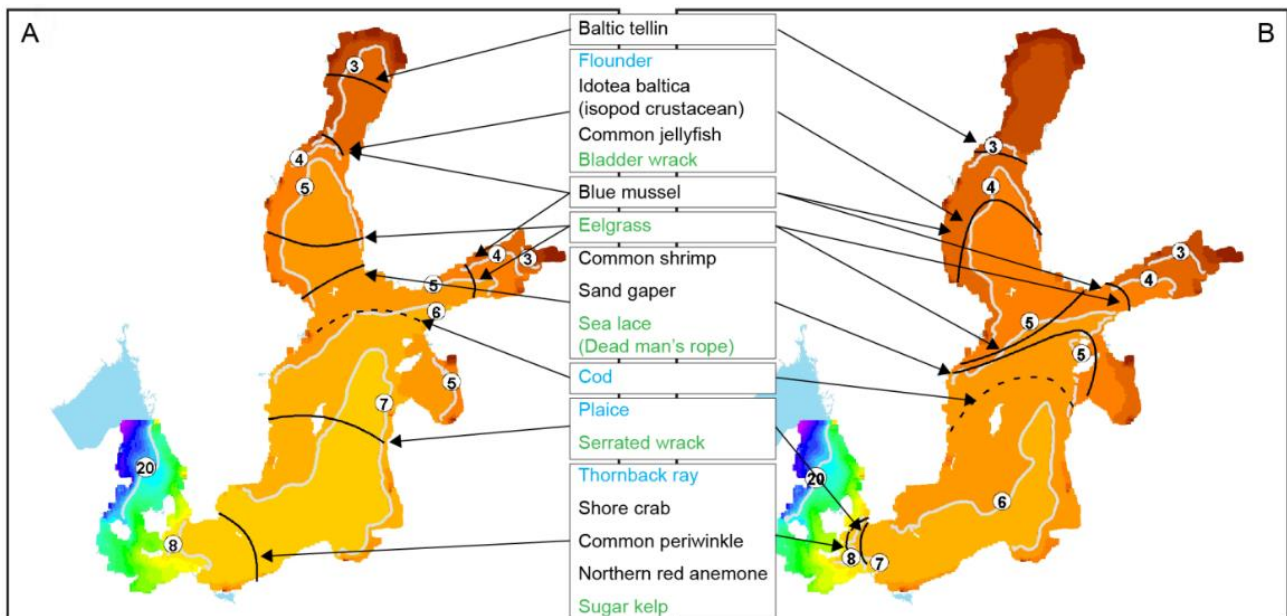 A
B
Baltic tellin
Flounder
Idotea baltica
(isopod crustacean)
Common jellyfish
Bladder wrack
Blue mussel
Eelgrass
Common shrimp
Sand gaper
Sea lace
(Dead man's rope)
Cod
Plaice
Serrated wrack
Thornback ray
Shore crab
Common periwinkle
Northern red anemone
Sugar kelp
3
4
5
4
3
5
6
5
7
20
8
3
4
3
4
5
5
20
6
8
7